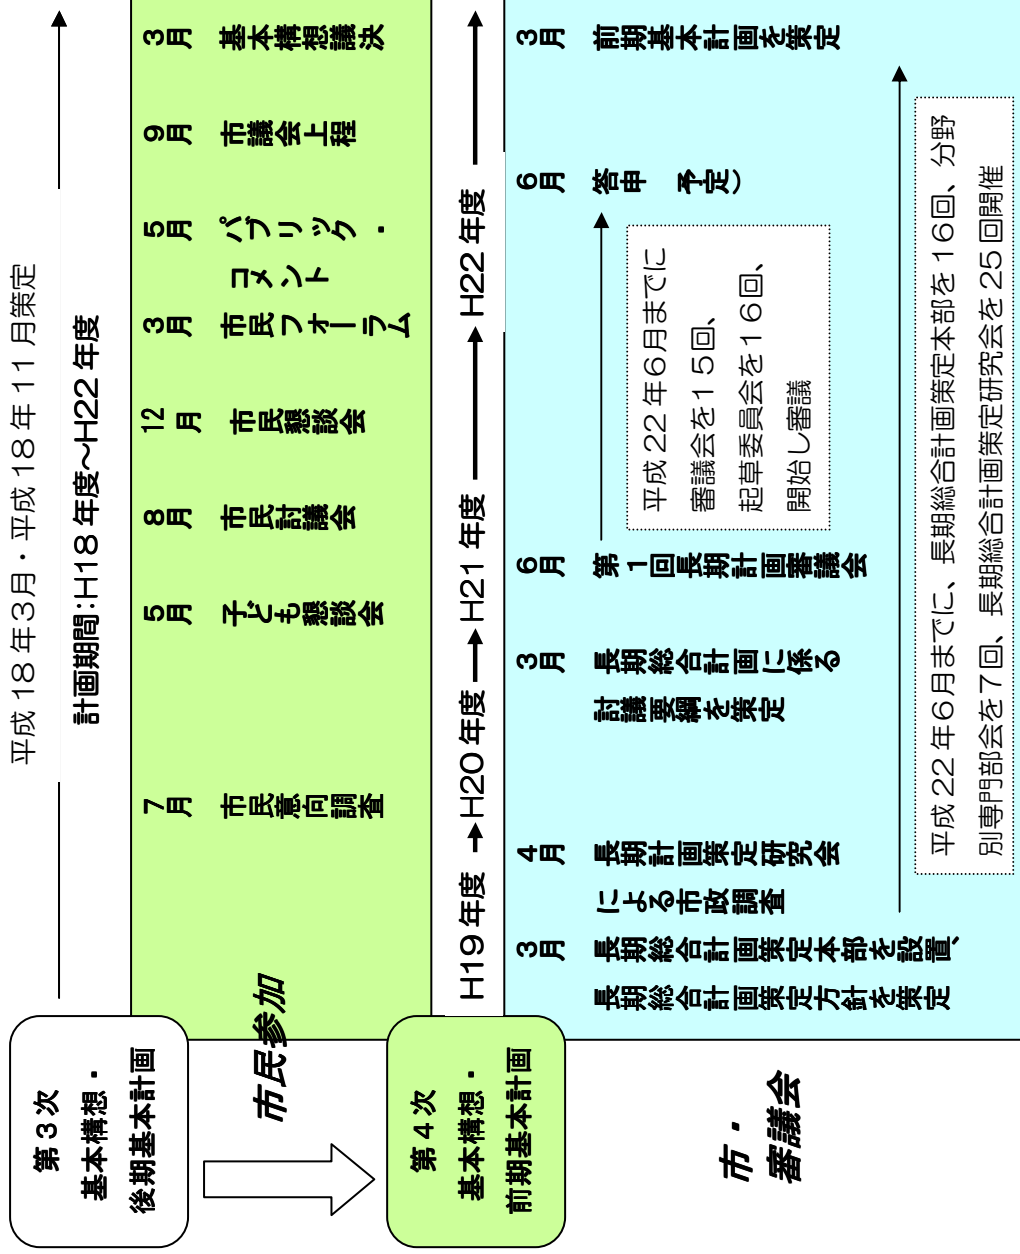 平成18年3月・平成18年11月策定
計画期間：H18年度～H22年度
第3次
基本構想・
後期基本計画
市民参加
7月 市民意向調査
5月 子ども懇談会
8月 市民討議会
12月 市民懇談会
3月 市民フォーラム
5月 パブリック・
コメント
9月 市議会上程
3月 基本構想議決
第4次
基本構想・
前期基本計画
H19年度
H20年度
H21年度
H22年度
市・
審議会
3月 長期総合計画策定本部を設置、
長期総合計画策定方針を策定
4月 長期計画策定研究会
による市政調査
3月 長期総合計画に係る
討議要綱を策定
6月 第1回長期計画審議会
6月 答申 予定）
3月 前期基本計画を策定
平成22年6月までに
審議会を15回、
起草委員会を16回、
開始し審議
平成22年6月までに、長期総合計画策定本部を16回、分野
別専門部会を7回、長期総合計画策定研究会を25回開催